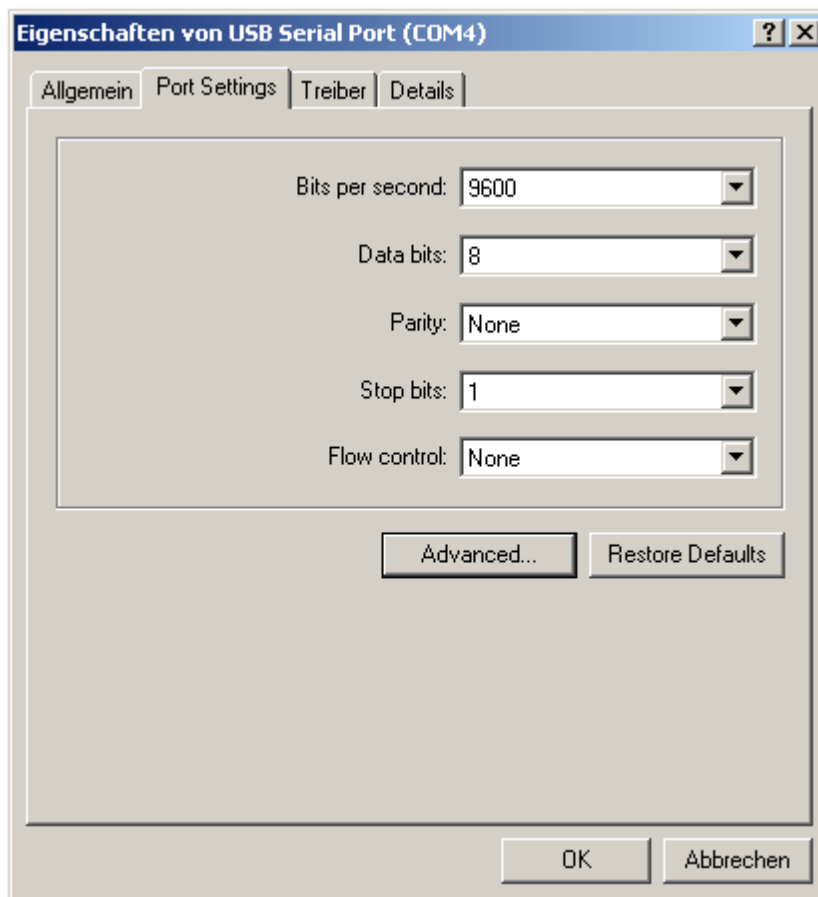 Eigenschaften von USB Serial Port (COM4)
Allgemein Port Settings Treiber Details
Bits per second: 9600
Data bits: 8
Parity: None
Stop bits: 1
Flow control: None
Advanced... Restore Defaults
OK Abbrechen